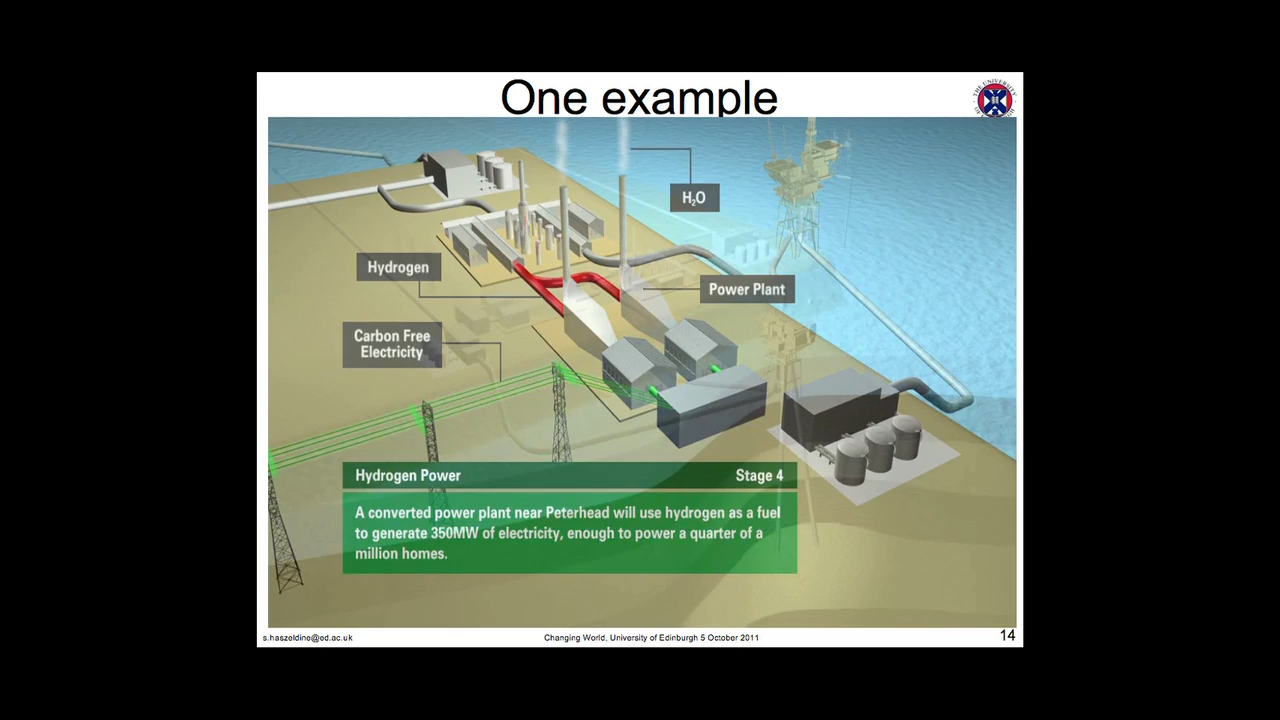 One example
THE UNIVERSITY
H₂O
Hydrogen
Power Plant
Carbon Free
Electricity
Hydrogen Power Stage 4
A converted power plant near Peterhead will use hydrogen as a fuel
to generate 350MW of electricity, enough to power a quarter of a
million homes.
s.haszeldine@ed.ac.uk Changing World, University of Edinburgh 5 October 2011 14